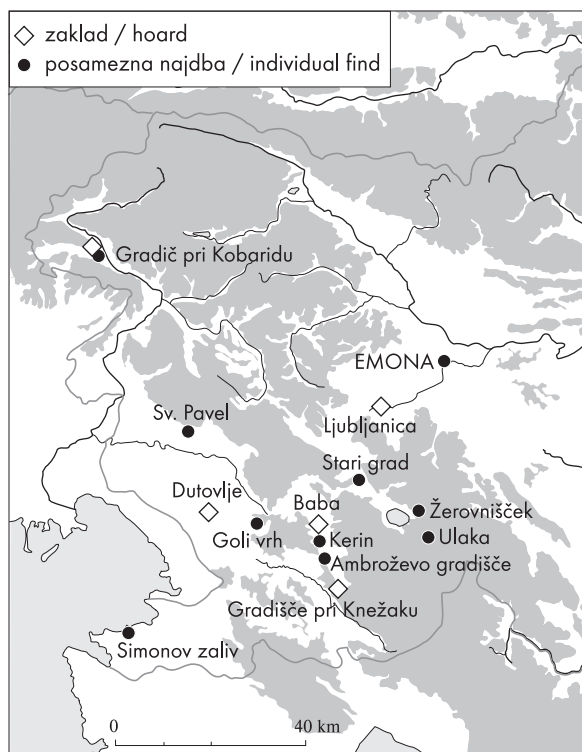 zaklad / hoard
posamezna najdba / individual find
Gradič pri Kobaridu
EMONA
Sv. Pavel
Ljubljanica
Stari grad
Dutovlje
Baba
Žerovnišček
Goli vrh
Kerin
Ulaka
Ambroževo gradišče
Gradišče pri Knežaku
Simonov zaliv
0
40 km